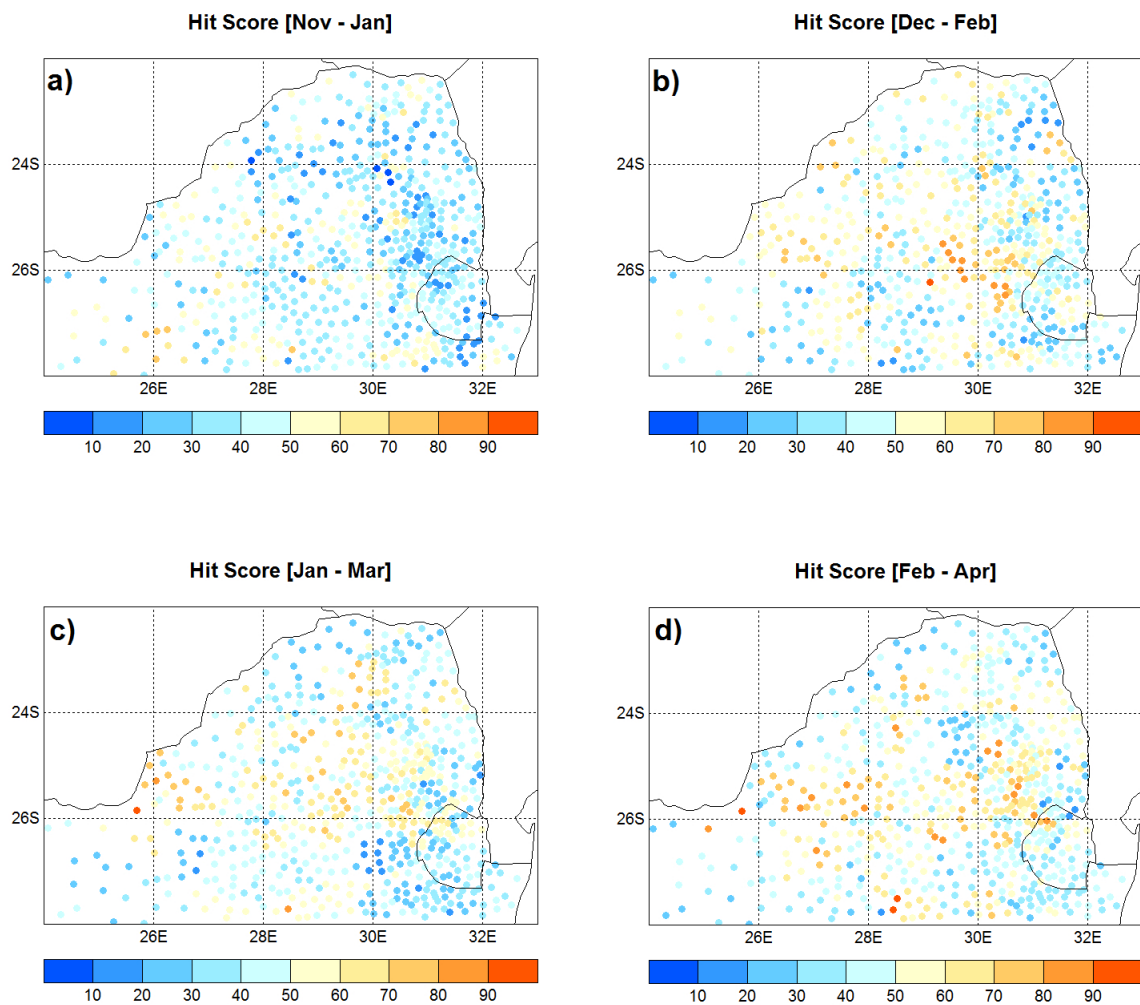 Hit Score [Nov - Jan]
a)
24S
26S
26E 28E 30E 32E
10 20 30 40 50 60 70 80 90
Hit Score [Dec - Feb]
b)
24S
26S
26E 28E 30E 32E
10 20 30 40 50 60 70 80 90
Hit Score [Jan - Mar]
c)
24S
26S
26E 28E 30E 32E
10 20 30 40 50 60 70 80 90
Hit Score [Feb - Apr]
d)
24S
26S
26E 28E 30E 32E
10 20 30 40 50 60 70 80 90